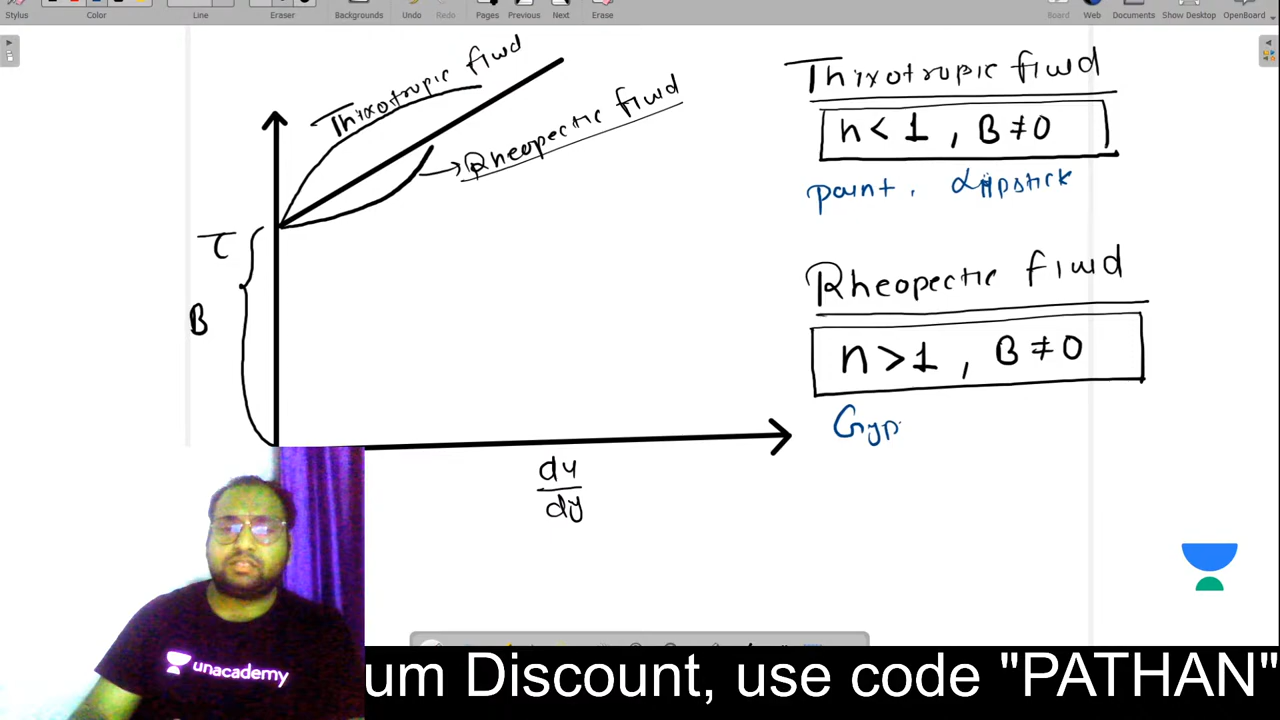 Stylus Color Line Eraser Backgrounds Undo Redo Pages Previous Next Erase Board Web Documents Show Desktop OpenBoard
Thixotropic fluid
Rheopectic fluid
τ
B
du
dy
Thixotropic fluid
n < 1 , B ≠ 0
paint , Lipstick
Rheopectic fluid
n > 1 , B ≠ 0
Gyp
unacademy
um Discount, use code "PATHAN"